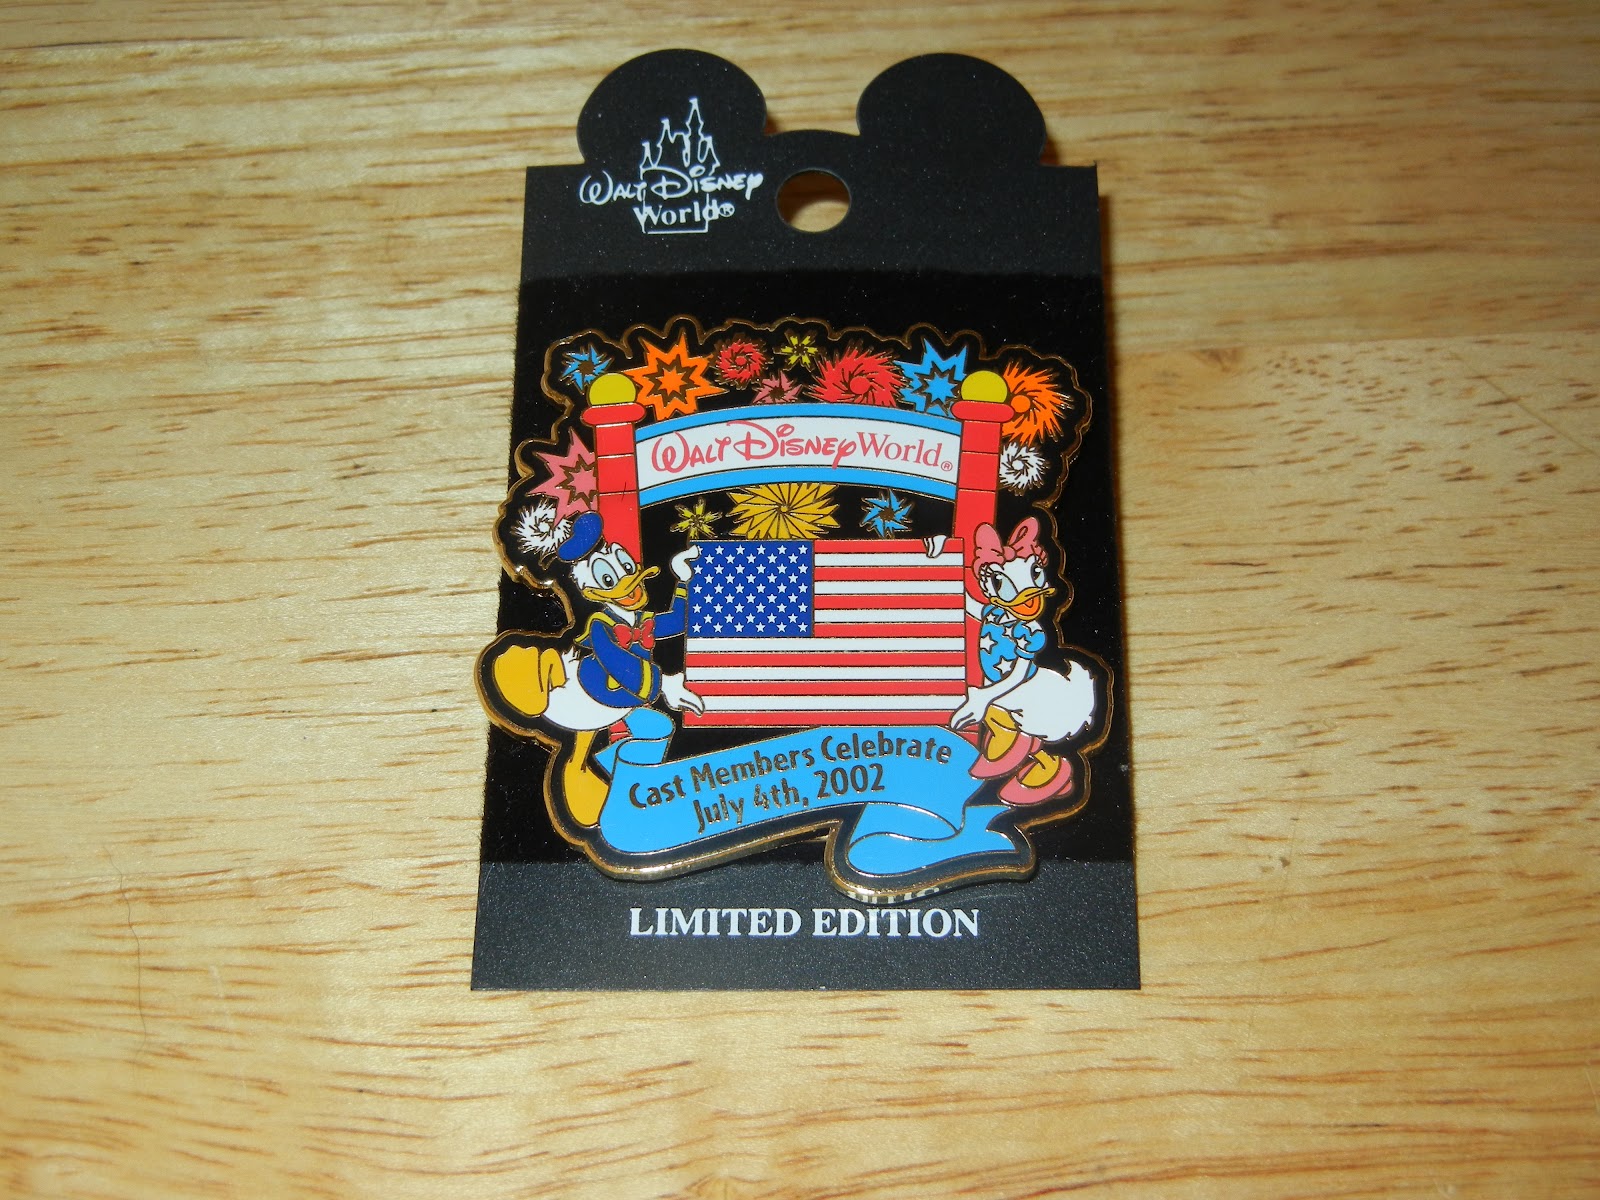 WALT DISNEY
World®
WALT DISNEY World®
Cast Members Celebrate
July 4th, 2002
LIMITED EDITION